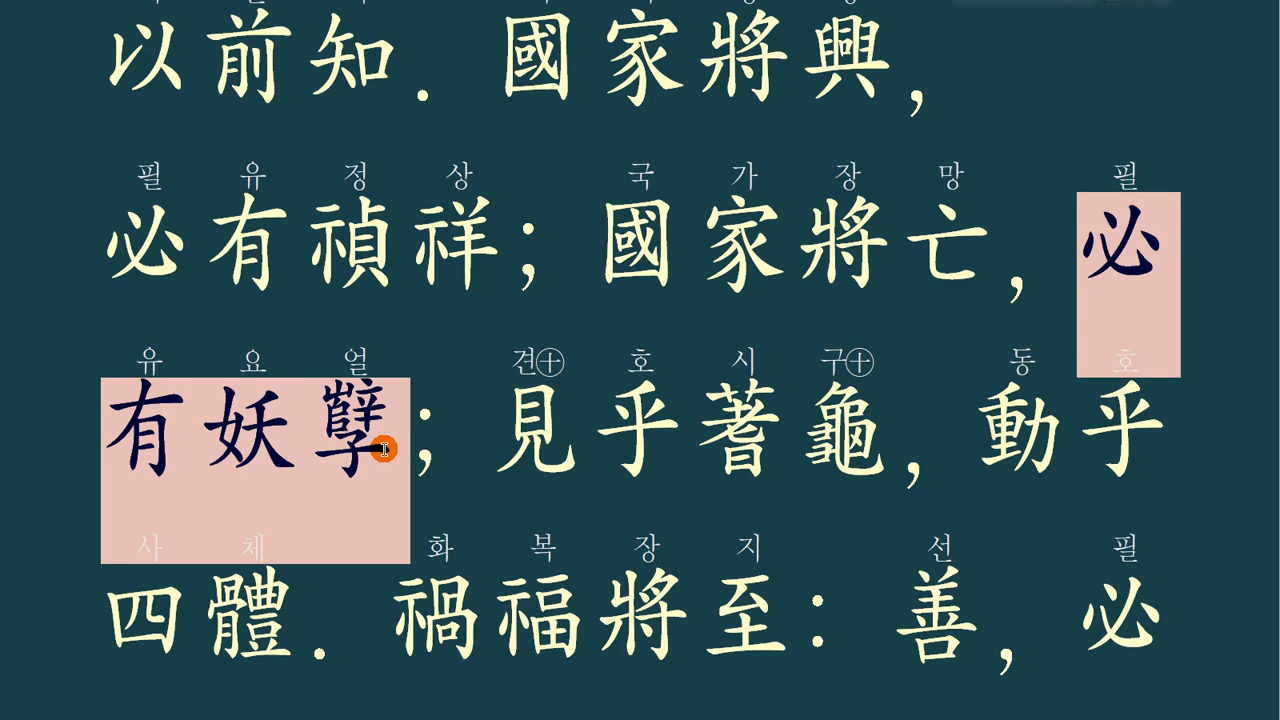 以前知. 國家將興,
필 유 정 상 국 가 장 망 필
必有禎祥; 國家將亡, 必
유 요 얼 견㊉ 호 시 구㊉ 동 호
有妖孼; 見乎蓍龜, 動乎
사 체 화 복 장 지 선 필
四體. 禍福將至: 善, 必